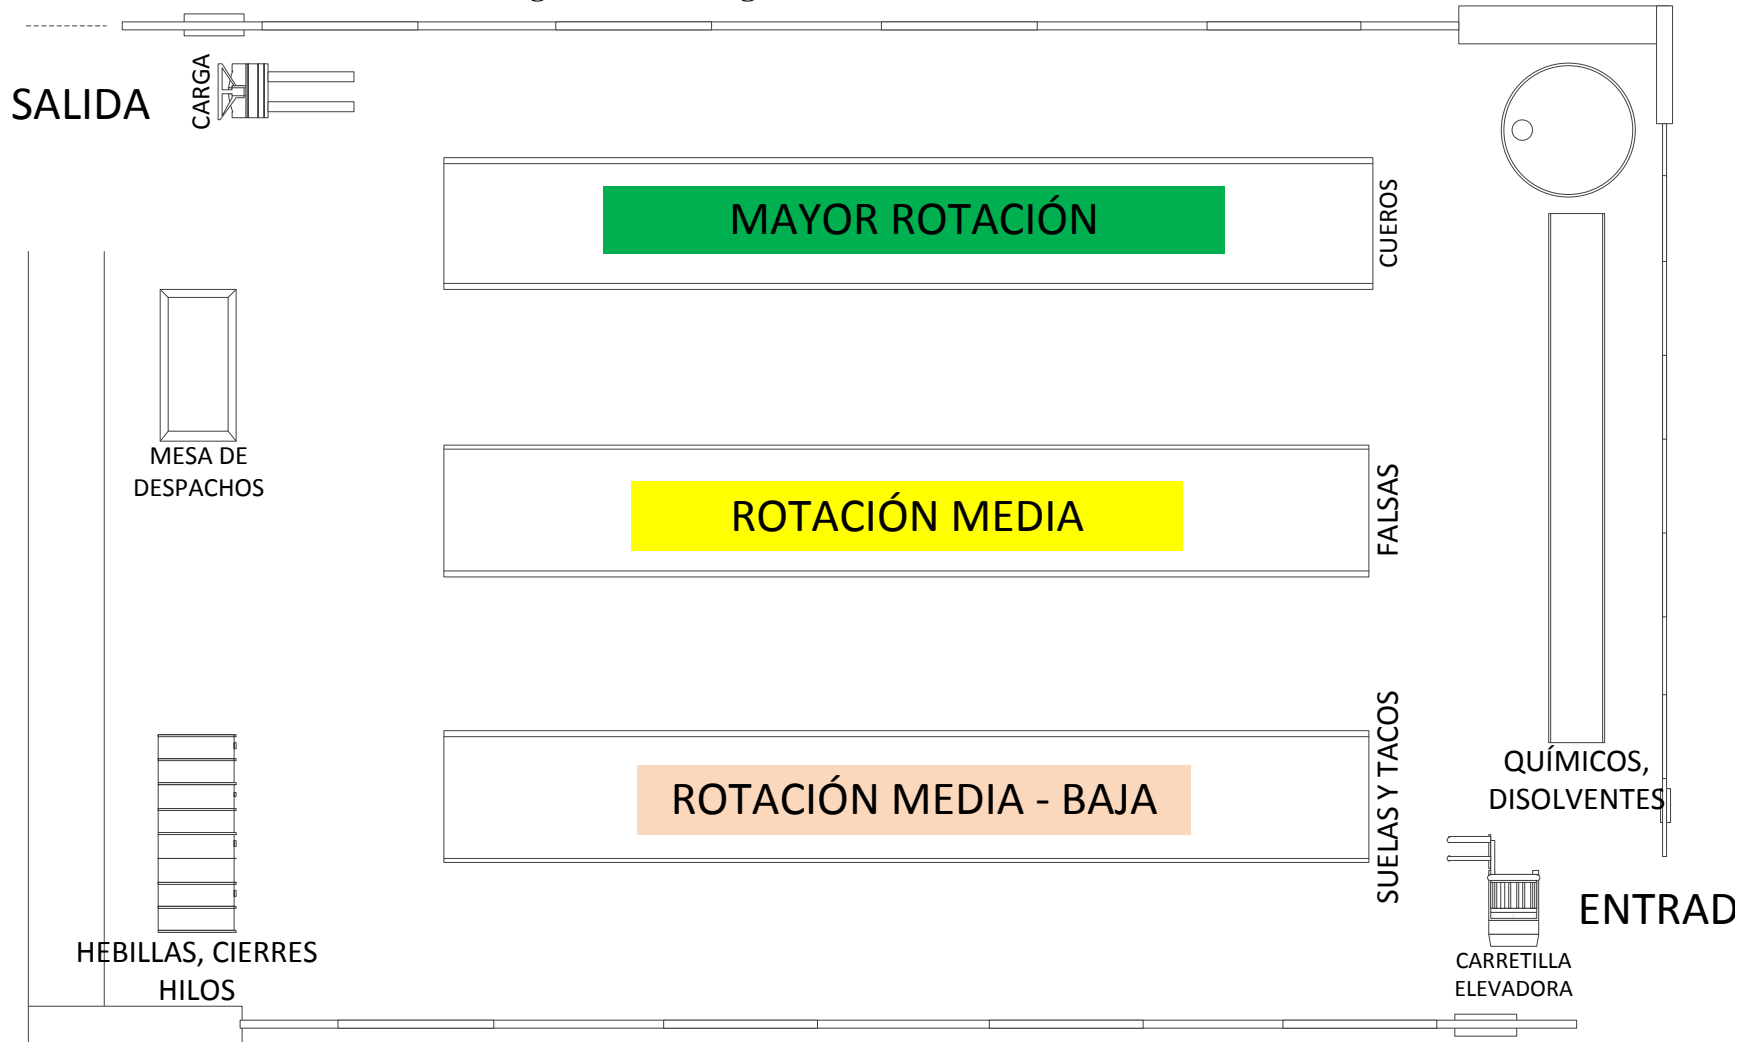 SALIDA
CARGA
MAYOR ROTACIÓN
CUEROS
MESA DE
DESPACHOS
ROTACIÓN MEDIA
FALSAS
ROTACIÓN MEDIA - BAJA
SUELAS Y TACOS
QUÍMICOS,
DISOLVENTES
ENTRAD
HEBILLAS, CIERRES
HILOS
CARRETILLA
ELEVADORA